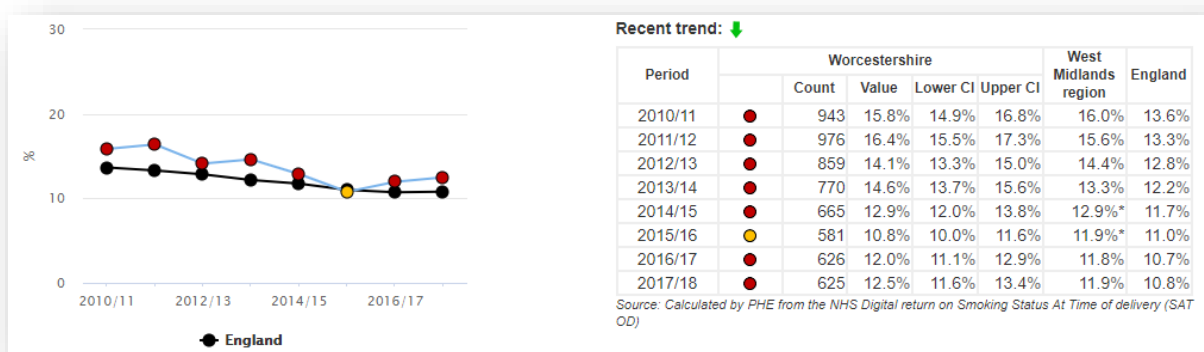 30
20
%
10
0
2010/11 2012/13 2014/15 2016/17
England
Recent trend:
Period Worcestershire West Midlands region England
Count Value Lower CI Upper CI
2010/11 943 15.8% 14.9% 16.8% 16.0% 13.6%
2011/12 976 16.4% 15.5% 17.3% 15.6% 13.3%
2012/13 859 14.1% 13.3% 15.0% 14.4% 12.8%
2013/14 770 14.6% 13.7% 15.6% 13.3% 12.2%
2014/15 665 12.9% 12.0% 13.8% 12.9%* 11.7%
2015/16 581 10.8% 10.0% 11.6% 11.9%* 11.0%
2016/17 626 12.0% 11.1% 12.9% 11.8% 10.7%
2017/18 625 12.5% 11.6% 13.4% 11.9% 10.8%
Source: Calculated by PHE from the NHS Digital return on Smoking Status At Time of delivery (SAT
OD)